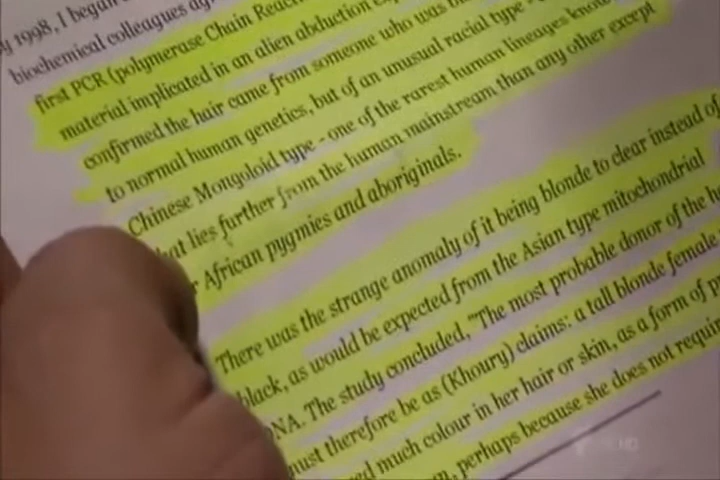 1998, I began
biochemical colleagues
first PCR (polymerase Chain
material implicated in an alien abduction
confirmed the hair came from someone who was
to normal human genetics, but of an unusual racial type -
Chinese Mongoloid type - one of the rarest human lineages
lies further from the human mainstream than any other except
African pygmies and aboriginals.
There was the strange anomaly of it being blonde to clear instead of
black, as would be expected from the Asian type mitochondrial
The study concluded, "The most probable donor of the
must therefore be as (Khoury) claims: a tall blonde female
much colour in her hair or skin, as a form of
perhaps because she does not